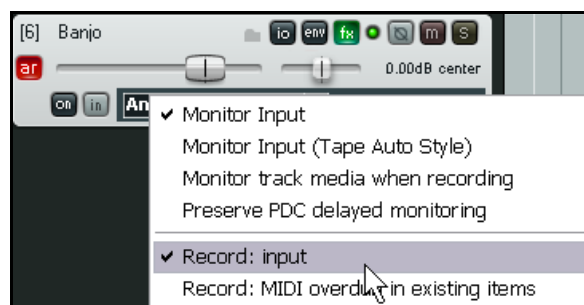 [6] Banjo io env fx m S
ar 0.00dB center
on in An
Monitor Input
Monitor Input (Tape Auto Style)
Monitor track media when recording
Preserve PDC delayed monitoring
Record: input
Record: MIDI overdub in existing items